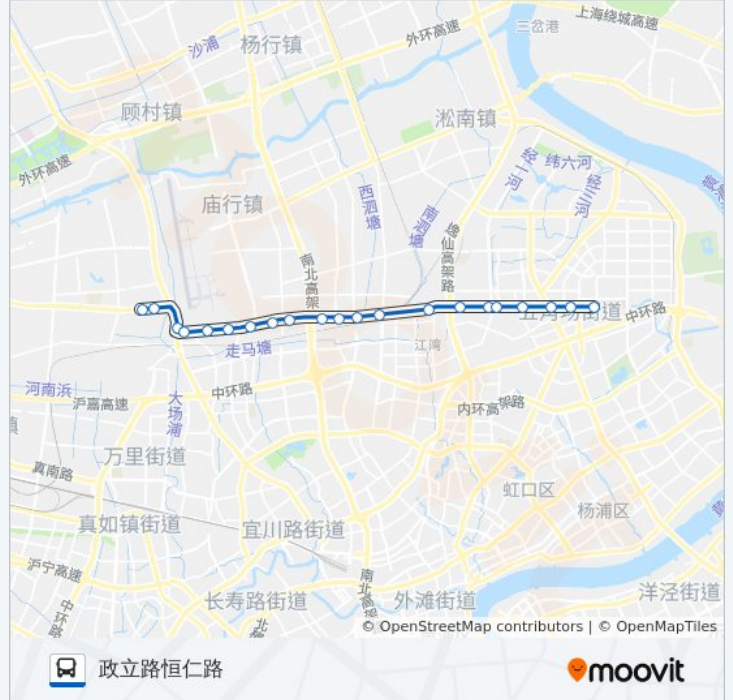 上海绕城高速
三岔港
外环高速
沙浦
杨行镇
顾村镇
淞南镇
外环高速
经一河
纬六河
经三河
西泗塘
庙行镇
南泗塘
逸仙高架路
南北高架
五角场街道
中环路
走马塘
江湾
河南浜
沪嘉高速
中环路
大场浦
内环高架路
万里街道
真南路
虹口区
杨浦区
真如镇街道
宜川路街道
沪宁高速
中环路
长寿路街道
外滩街道
洋泾街道
© OpenStreetMap contributors | © OpenMapTiles
政立路恒仁路
moovit